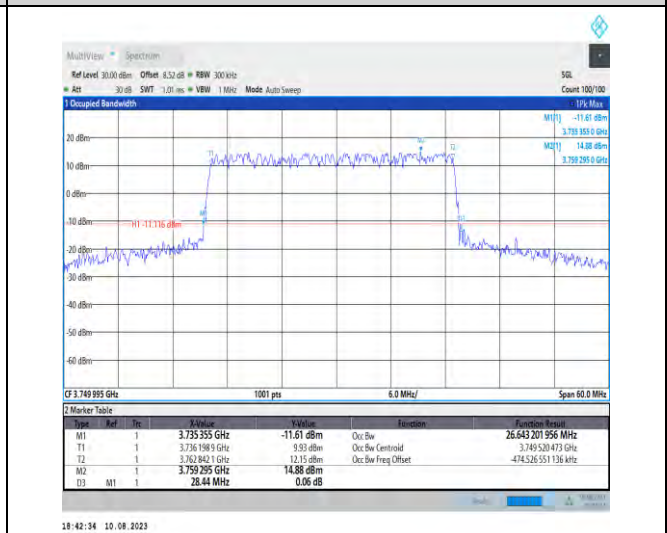 MultiView Spectrum
Ref Level 30.00 dBm Offset 8.52 dB RBW 300 kHz SGL
Att 30 dB SWT 1.01 ms VBW 1 MHz Mode Auto Sweep Count 100/100
1 Occupied Bandwidth 1Pk Max
M1[1] -11.61 dBm
3.735 355 0 GHz
M2[1] 14.88 dBm
3.759 295 0 GHz
20 dBm
10 dBm
0 dBm
-10 dBm
-20 dBm
-30 dBm
-40 dBm
-50 dBm
-60 dBm
T1
T2
M1
H1 -11.116 dBm
CF 3.749 995 GHz 1001 pts 6.0 MHz/ Span 60.0 MHz
2 Marker Table
Type Ref Trc X-Value Y-Value Function Function Result
M1 1 3.735 355 GHz -11.61 dBm Occ Bw 26.643 201 956 MHz
T1 1 3.736 198 9 GHz 9.93 dBm Occ Bw Centroid 3.749 520 473 GHz
T2 1 3.762 842 1 GHz 12.15 dBm Occ Bw Freq Offset -474.526 551 136 kHz
M2 1 3.759 295 GHz 14.88 dBm
D3 M1 1 28.44 MHz 0.06 dB
18:42:34 10.08.2023